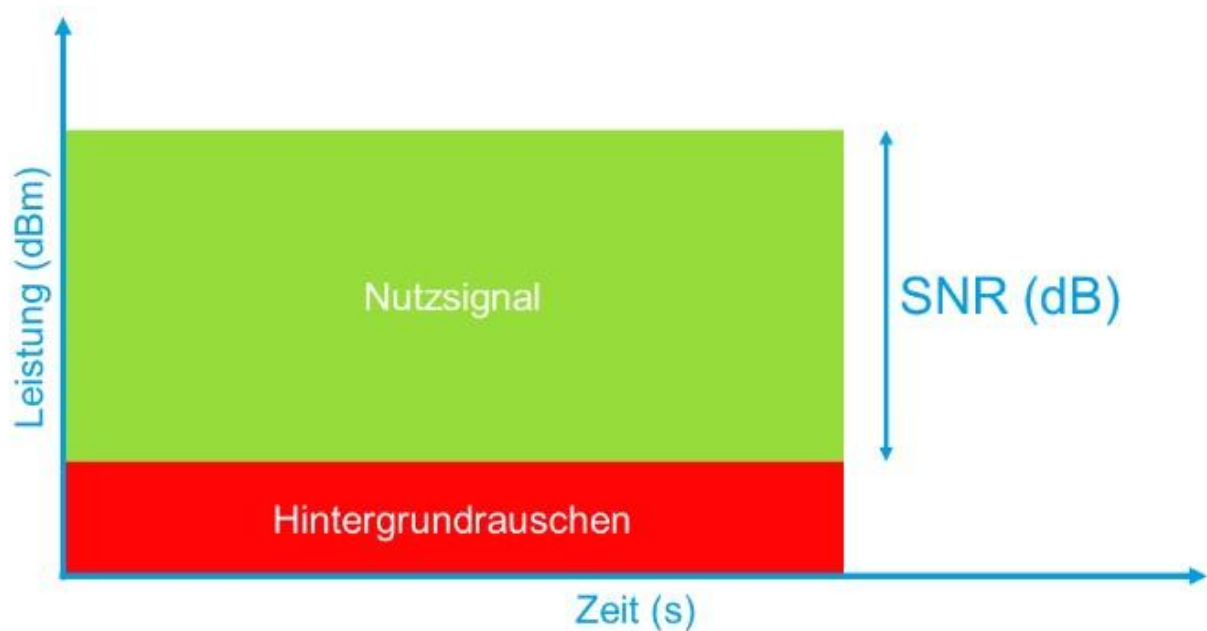 Leistung (dBm)
Nutzsignal
SNR (dB)
Hintergrundrauschen
Zeit (s)